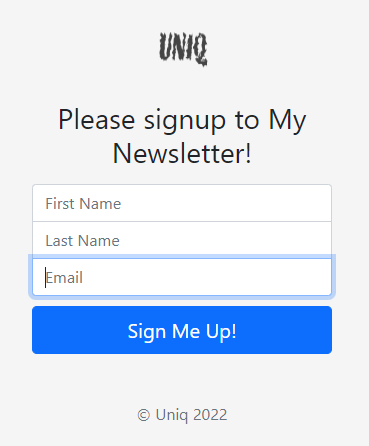 UNIQ
Please signup to My
Newsletter!
First Name
Last Name
Email
Sign Me Up!
© Uniq 2022